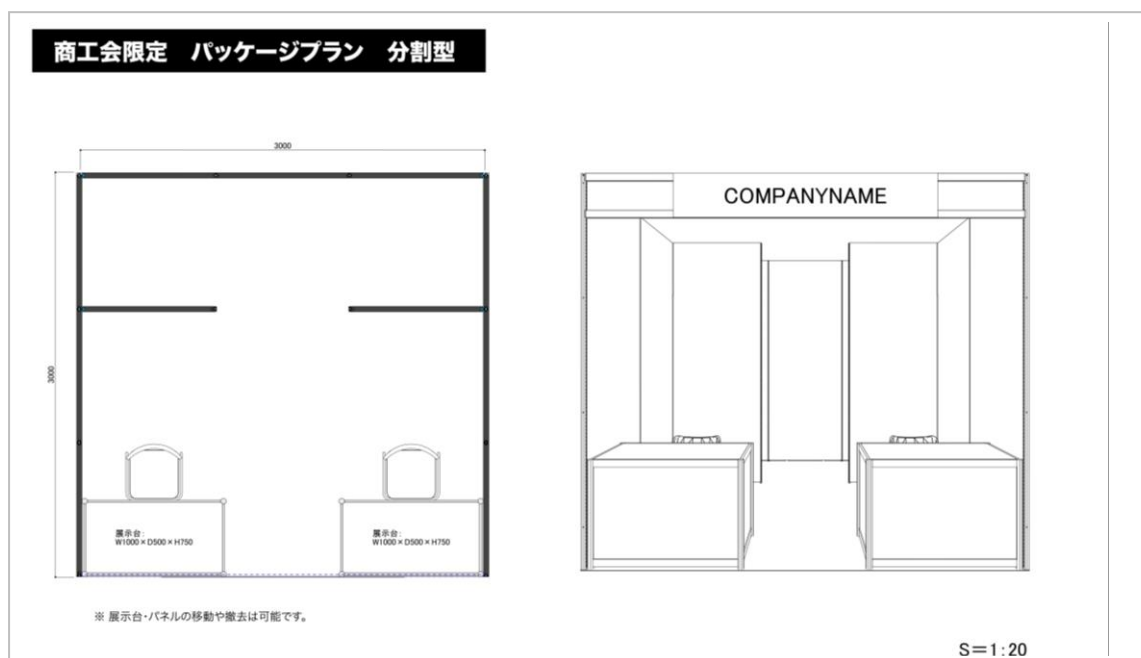 商工会限定 パッケージプラン 分割型
3000
3000
COMPANYNAME
展示台:
W1000×D500×H750
展示台:
W1000×D500×H750
※ 展示台・パネルの移動や撤去は可能です。
S=1:20